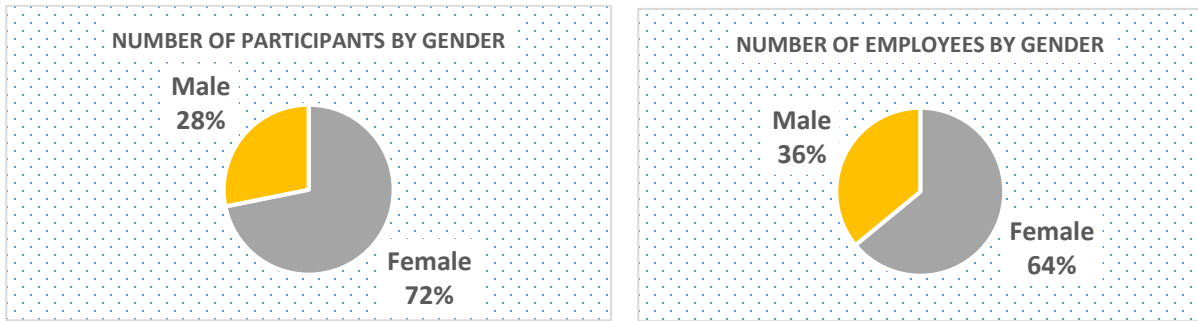 NUMBER OF PARTICIPANTS BY GENDER
Male
28%
Female
72%
NUMBER OF EMPLOYEES BY GENDER
Male
36%
Female
64%